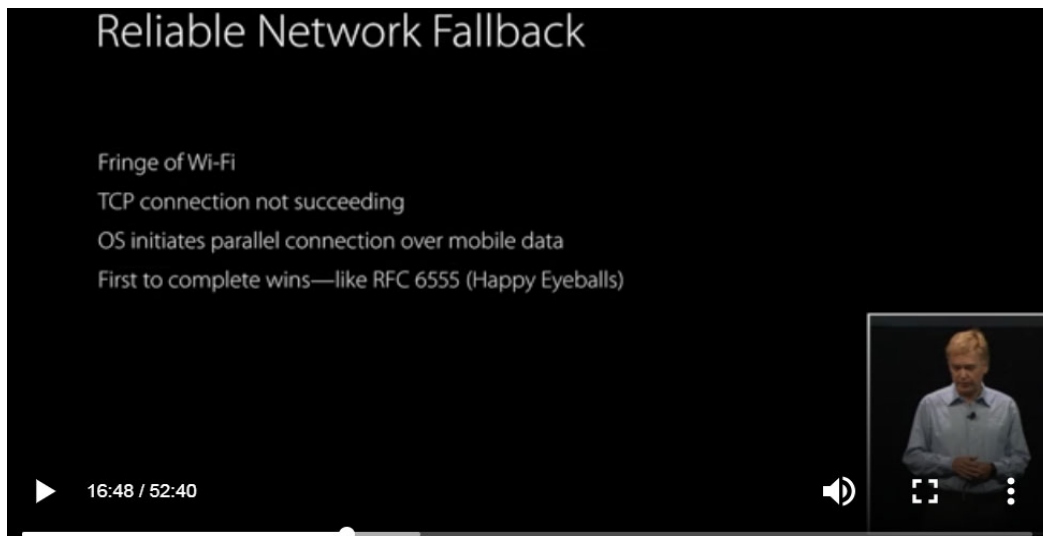 Reliable Network Fallback
Fringe of Wi-Fi
TCP connection not succeeding
OS initiates parallel connection over mobile data
First to complete wins—like RFC 6555 (Happy Eyeballs)
16:48 / 52:40